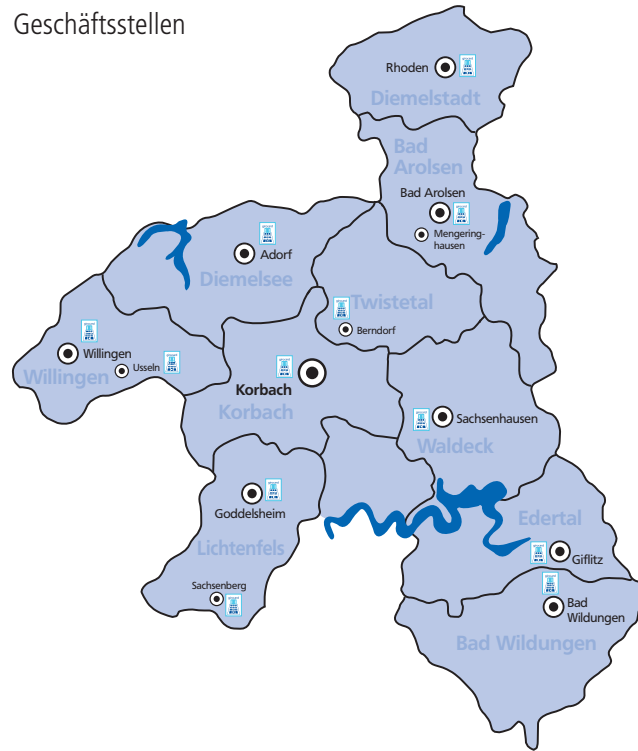 Geschäftsstellen
Rhoden
Diemelstadt
Bad
Arolsen
Bad Arolsen
Mengering-
hausen
Adorf
Diemelsee
Twistetal
Berndorf
Willingen
Usseln
Willingen
Korbach
Korbach
Sachsenhausen
Waldeck
Goddelsheim
Edertal
Lichtenfels
Giflitz
Sachsenberg
Bad
Wildungen
Bad Wildungen